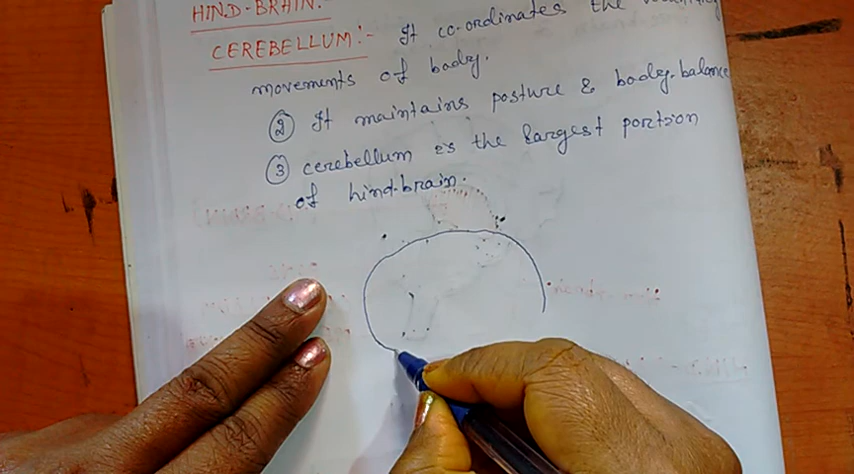 HIND-BRAIN:-
CEREBELLUM:- It co-ordinates the
movements of body.
② It maintains posture & body balance
③ cerebellum is the largest portion
of hind-brain.